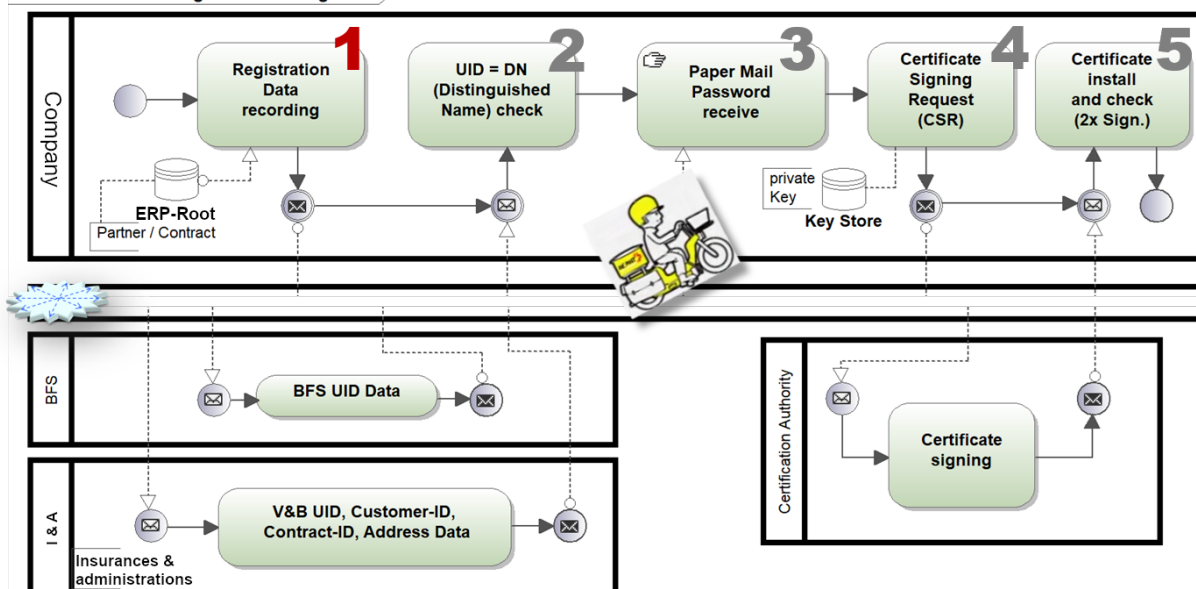 Company
1
Registration
Data
recording
2
UID = DN
(Distinguished
Name) check
3
Paper Mail
Password
receive
4
Certificate
Signing
Request
(CSR)
5
Certificate
install
and check
(2x Sign.)
ERP-Root
Partner / Contract
private
Key
Key Store
BFS
BFS UID Data
I & A
V&B UID, Customer-ID,
Contract-ID, Address Data
Insurances &
administrations
Certification Authority
Certificate
signing